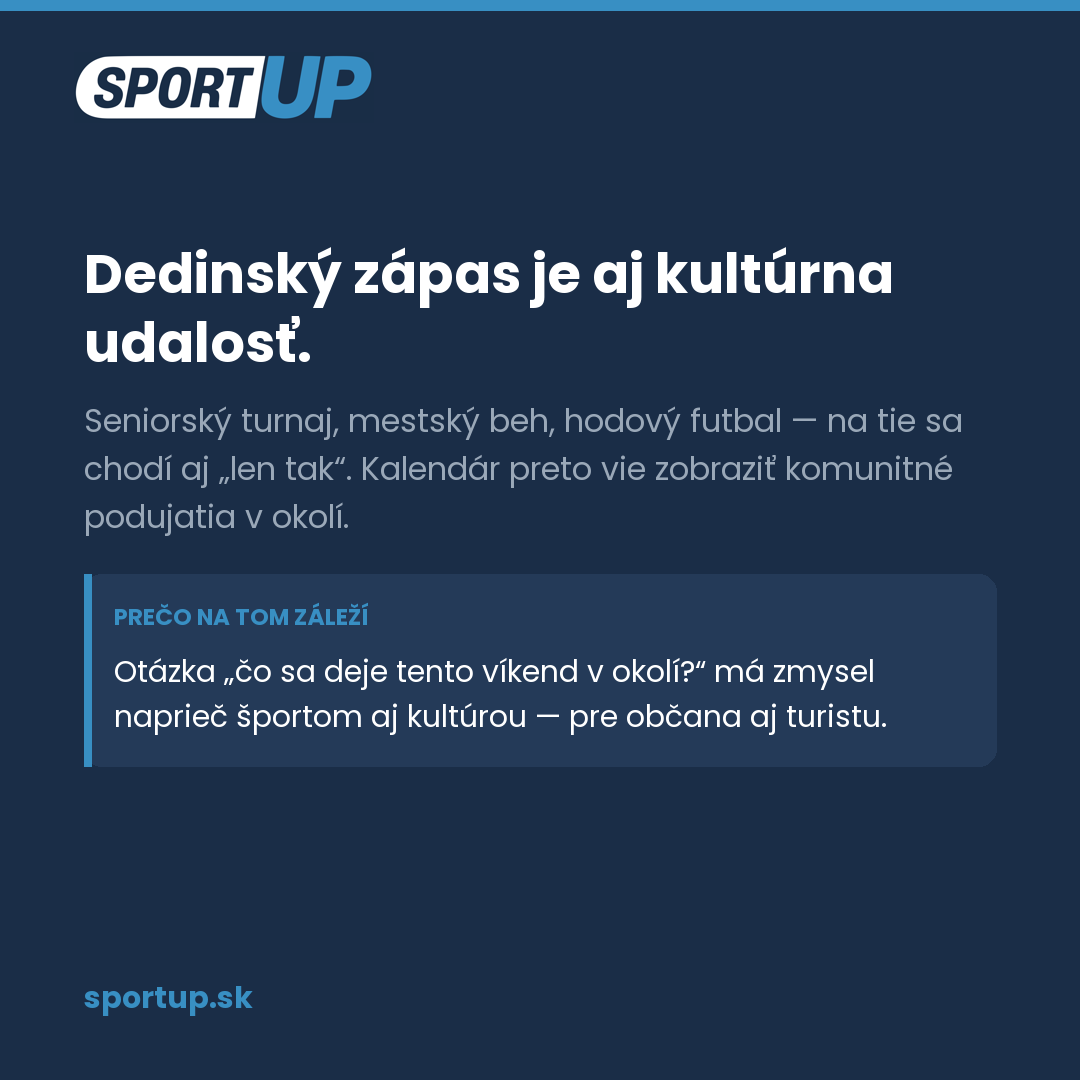 SPORTUP
Dedinský zápas je aj kultúrna
udalosť.
Seniorský turnaj, mestský beh, hodový futbal — na tie sa
chodí aj „len tak“. Kalendár preto vie zobraziť komunitné
podujatia v okolí.
PREČO NA TOM ZÁLEŽÍ
Otázka „čo sa deje tento víkend v okolí?“ má zmysel
naprieč športom aj kultúrou — pre občana aj turistu.
sportup.sk